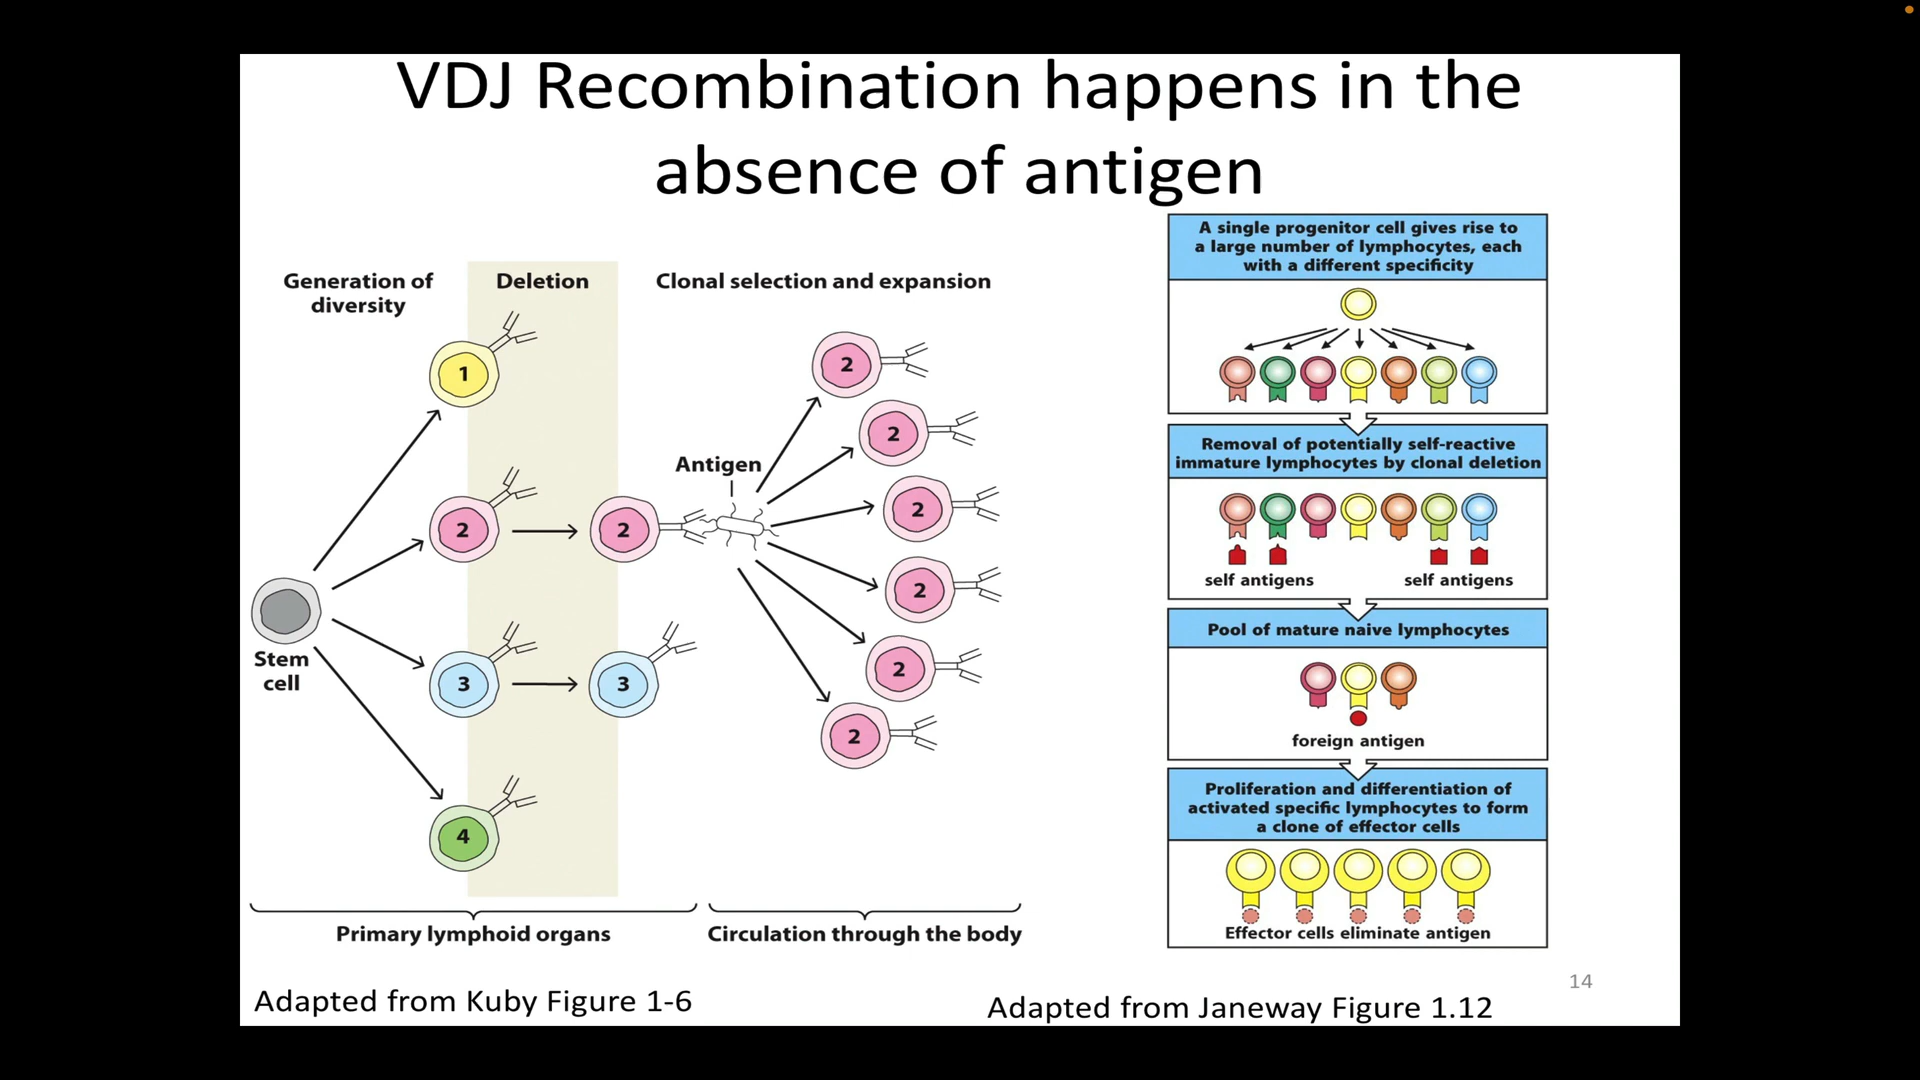 VDJ Recombination happens in the
absence of antigen
Generation of
diversity
Deletion
Clonal selection and expansion
1
2
3
4
2
3
Stem
cell
Antigen
2
2
2
2
2
2
Primary lymphoid organs
Circulation through the body
Adapted from Kuby Figure 1-6
A single progenitor cell gives rise to
a large number of lymphocytes, each
with a different specificity
Removal of potentially self-reactive
immature lymphocytes by clonal deletion
self antigens
self antigens
Pool of mature naive lymphocytes
foreign antigen
Proliferation and differentiation of
activated specific lymphocytes to form
a clone of effector cells
Effector cells eliminate antigen
Adapted from Janeway Figure 1.12
14